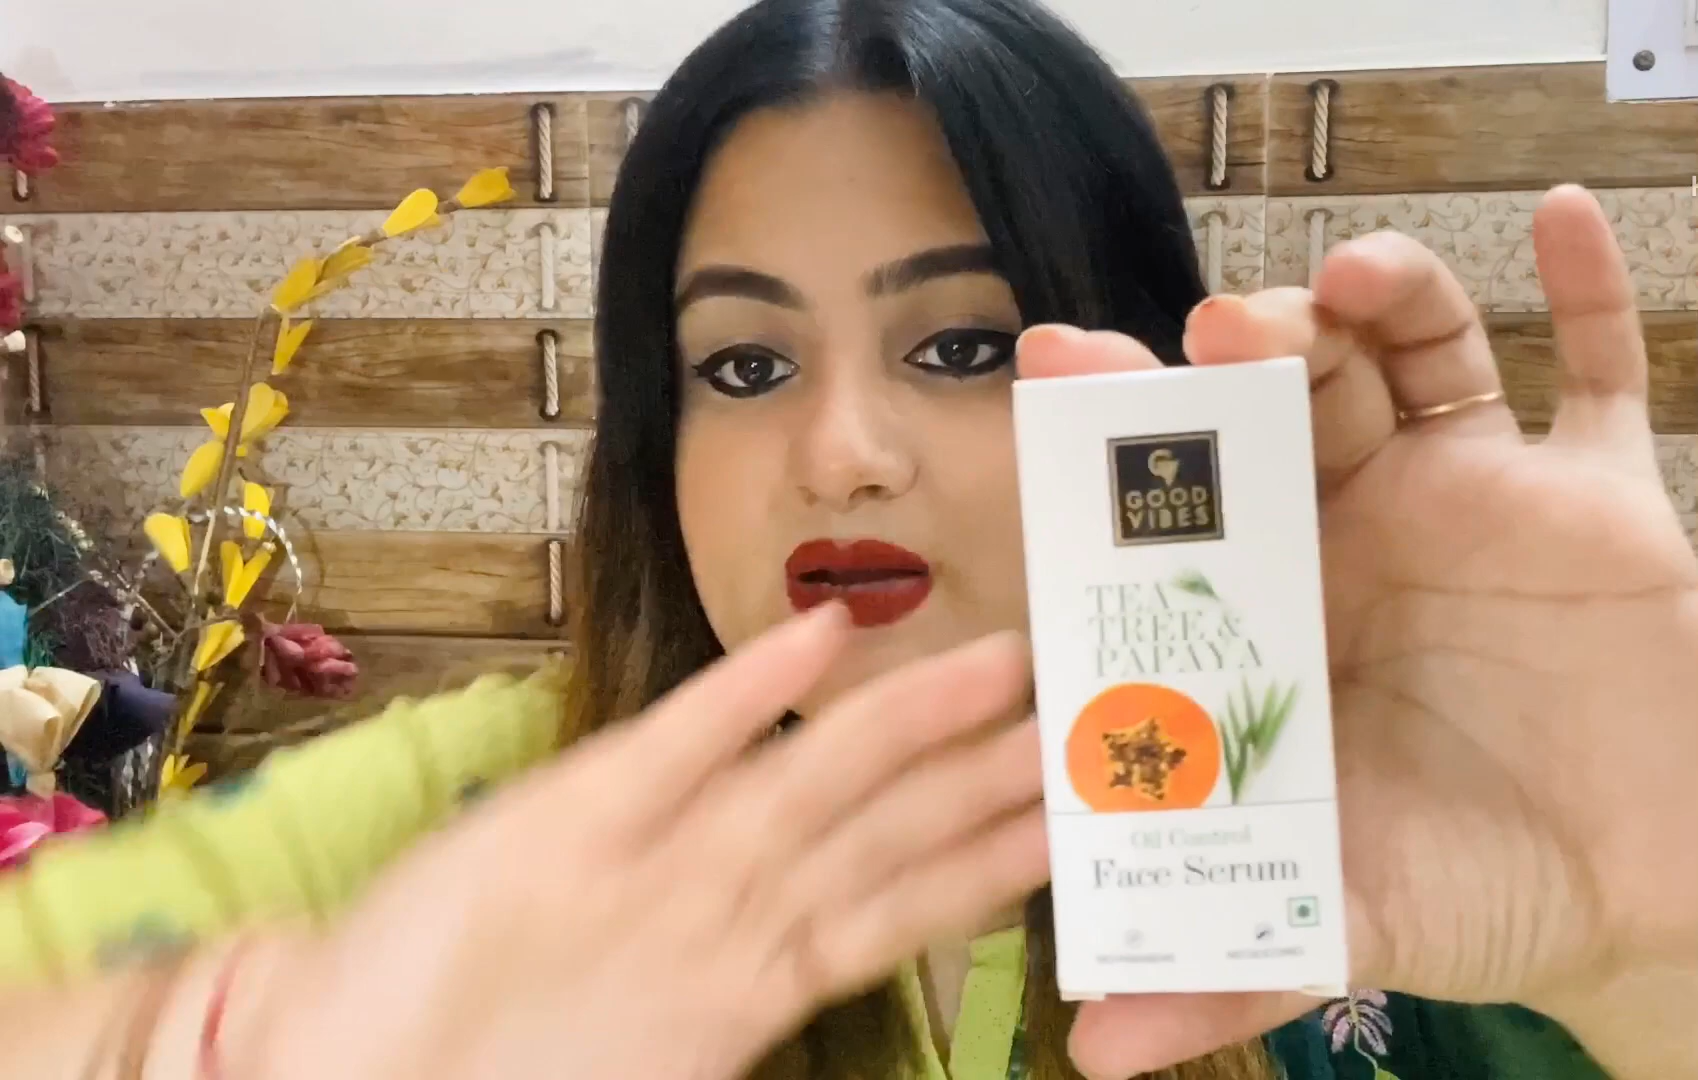 GOOD
VIBES
TEA
TREE &
PAPAYA
Oil Control
Face Serum